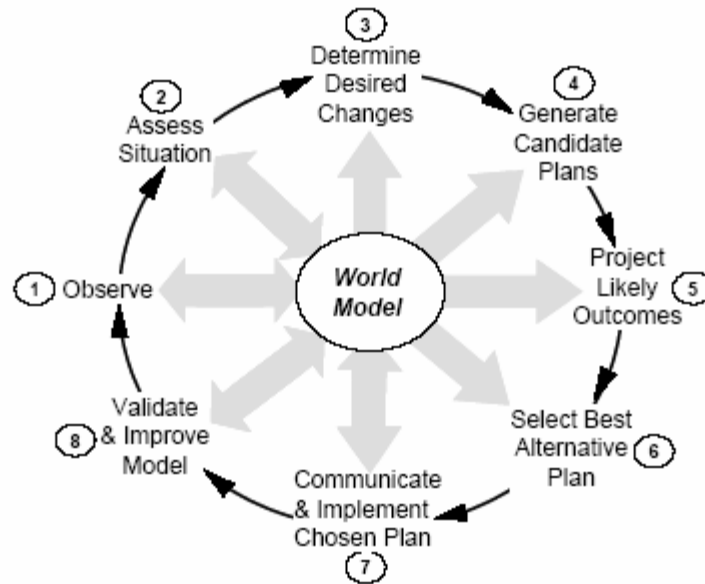 3
Determine
Desired
Changes
4
Generate
Candidate
Plans
Project
Likely
Outcomes
5
Select Best
Alternative
Plan
6
Communicate
& Implement
Chosen Plan
7
Validate
& Improve
Model
8
1
Observe
2
Assess
Situation
World
Model